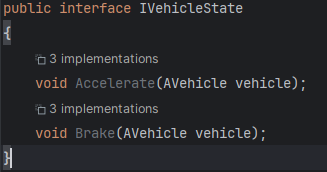 public interface IVehicleState
{
3 implementations
void Accelerate(AVehicle vehicle);
3 implementations
void Brake(AVehicle vehicle);
}